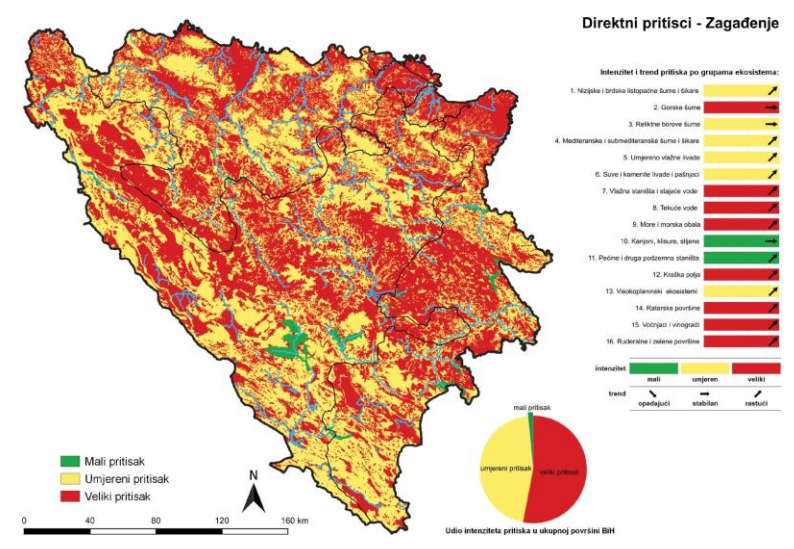 Direktni pritisci - Zagađenje
Intenzitet i trend pritiska po grupama ekosistema:
1. Nizijske i brdske listopadne šume i šikare
2. Gorske šume
3. Reliktne borove šume
4. Mediteranske i submediteranske šume i šikare
5. Umjereno vlažne livade
6. Suve i kamenite livade i pašnjaci
7. Vlažna staništa i stajaće vode
8. Tekuće vode
9. More i morska obala
10. Kanjoni, klisure, stijene
11. Pećine i druga podzemna staništa
12. Kraška polja
13. Visokoplaninski ekosistemi
14. Ratarske površine
15. Voćnjaci i vinogradi
16. Ruderalne i zelene površine
intenzitet
mali umjeren veliki
trend
opadajući stabilan rastući
mali pritisak
umjereni pritisak
veliki pritisak
Udio intenziteta pritiska u ukupnoj površini BiH
Mali pritisak
Umjereni pritisak
Veliki pritisak
N
0 40 80 120 160 km